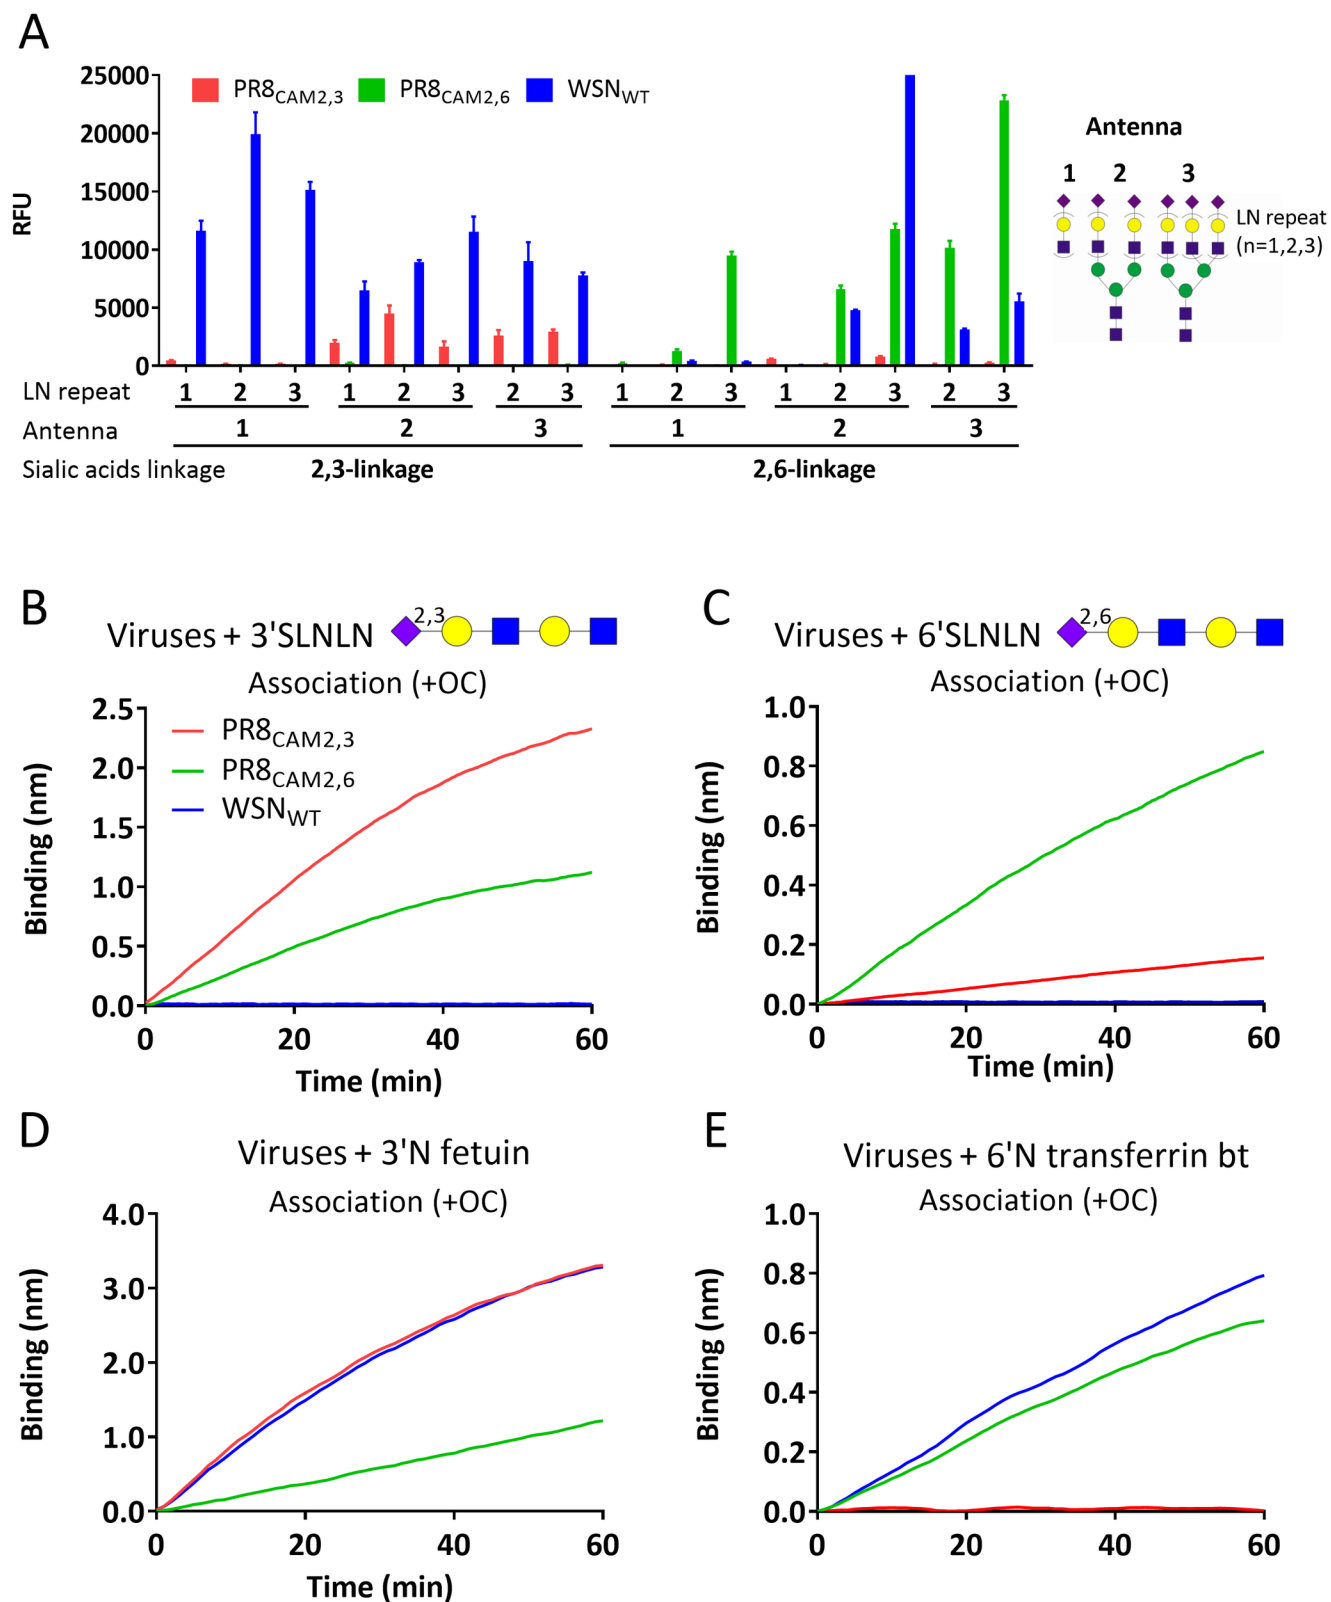 A
PR8CAM2,3 PR8CAM2,6 WSNWT
25000
20000
15000
10000
5000
0
RFU
LN repeat 1 2 3 1 2 3 2 3 1 2 3 1 2 3 2 3
Antenna 1 2 3 1 2 3
Sialic acids linkage 2,3-linkage 2,6-linkage
Antenna
1 2 3
LN repeat
(n=1,2,3)
B
Viruses + 3'SLNLN
2,3
Association (+OC)
PR8CAM2,3
PR8CAM2,6
WSNWT
2.5
2.0
1.5
1.0
0.5
0.0
Binding (nm)
0 20 40 60
Time (min)
C
Viruses + 6'SLNLN
2,6
Association (+OC)
1.0
0.8
0.6
0.4
0.2
0.0
Binding (nm)
0 20 40 60
Time (min)
D
Viruses + 3'N fetuin
Association (+OC)
4.0
3.0
2.0
1.0
0.0
Binding (nm)
0 20 40 60
Time (min)
E
Viruses + 6'N transferrin bt
Association (+OC)
1.0
0.8
0.6
0.4
0.2
0.0
Binding (nm)
0 20 40 60